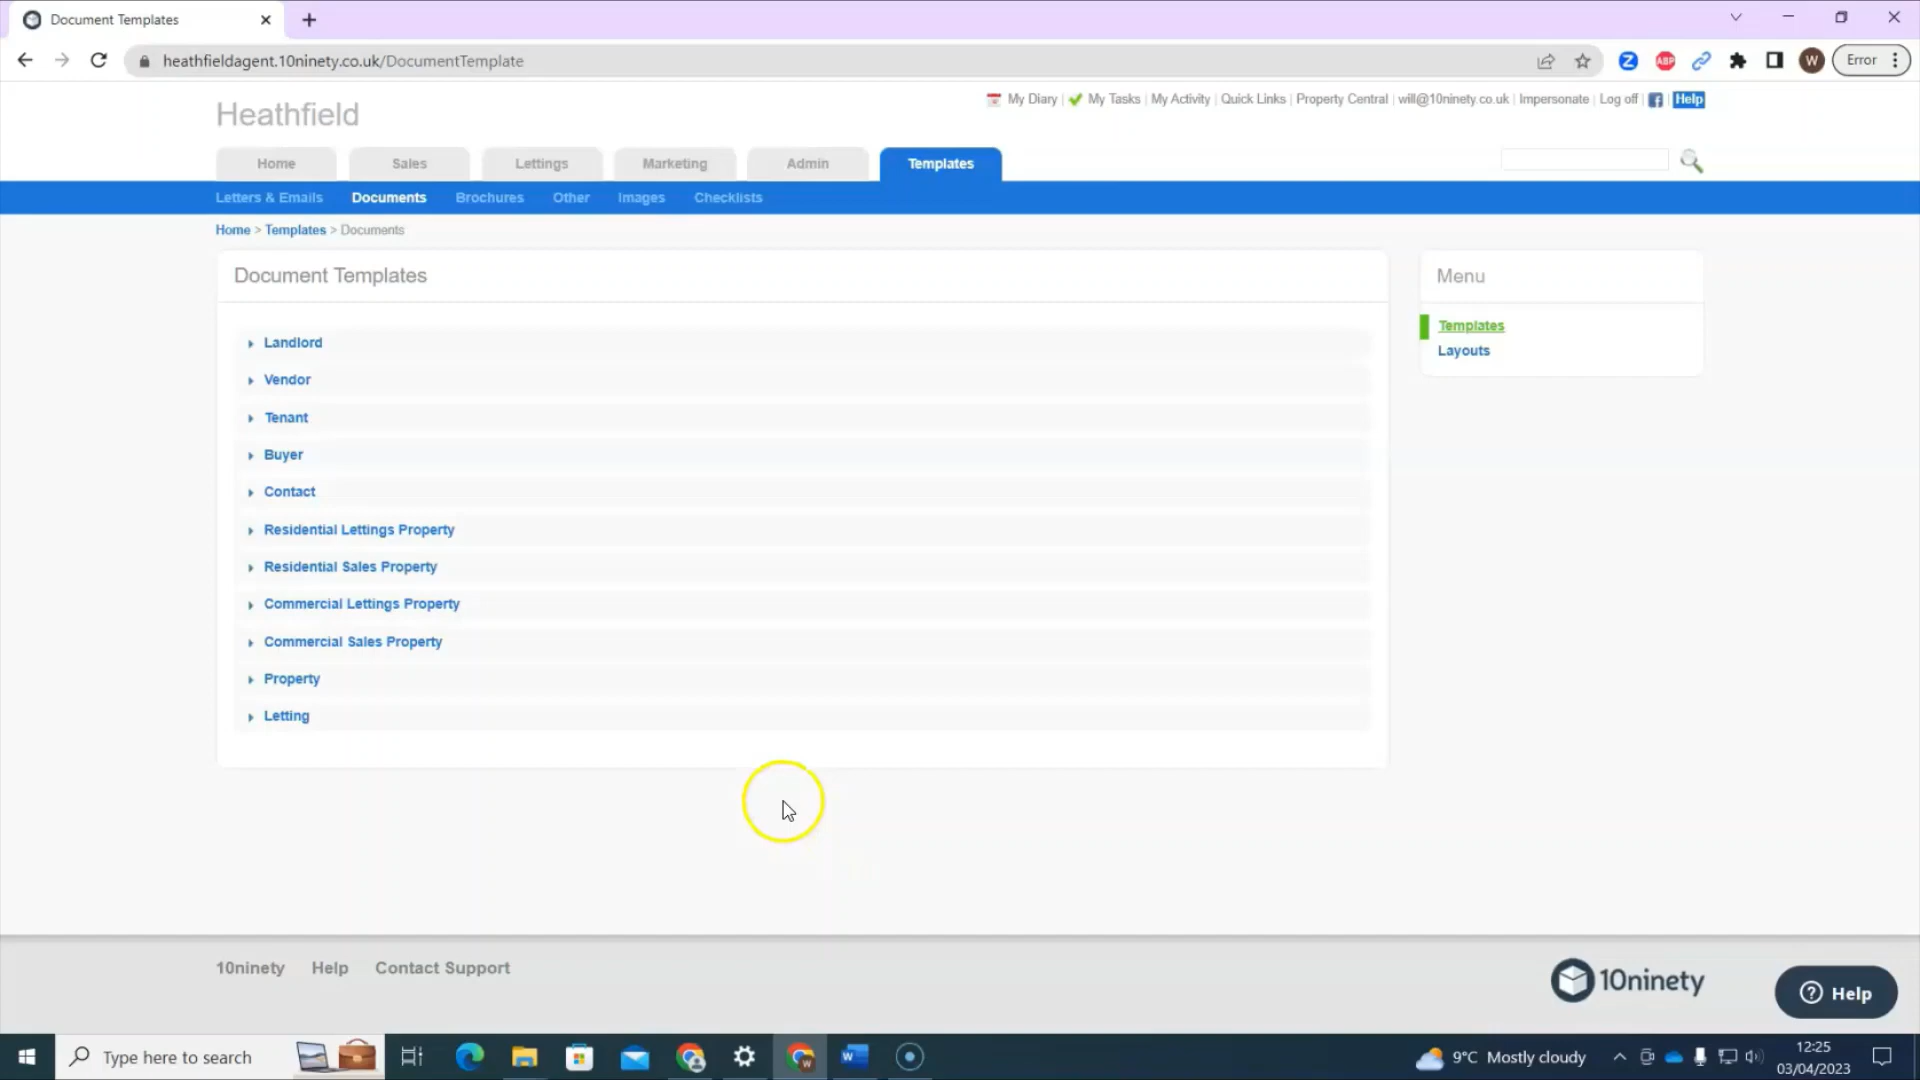 Document Templates
heathfieldagent.10ninety.co.uk/DocumentTemplate
Z ABP W Error
My Diary | My Tasks | My Activity | Quick Links | Property Central | will@10ninety.co.uk | Impersonate | Log off | f | Help
Heathfield
Home Sales Lettings Marketing Admin Templates
Letters & Emails Documents Brochures Other Images Checklists
Home > Templates > Documents
Document Templates
Menu
Templates
Layouts
Landlord
Vendor
Tenant
Buyer
Contact
Residential Lettings Property
Residential Sales Property
Commercial Lettings Property
Commercial Sales Property
Property
Letting
10ninety Help Contact Support
10ninety
? Help
Type here to search
9°C Mostly cloudy
12:25
03/04/2023